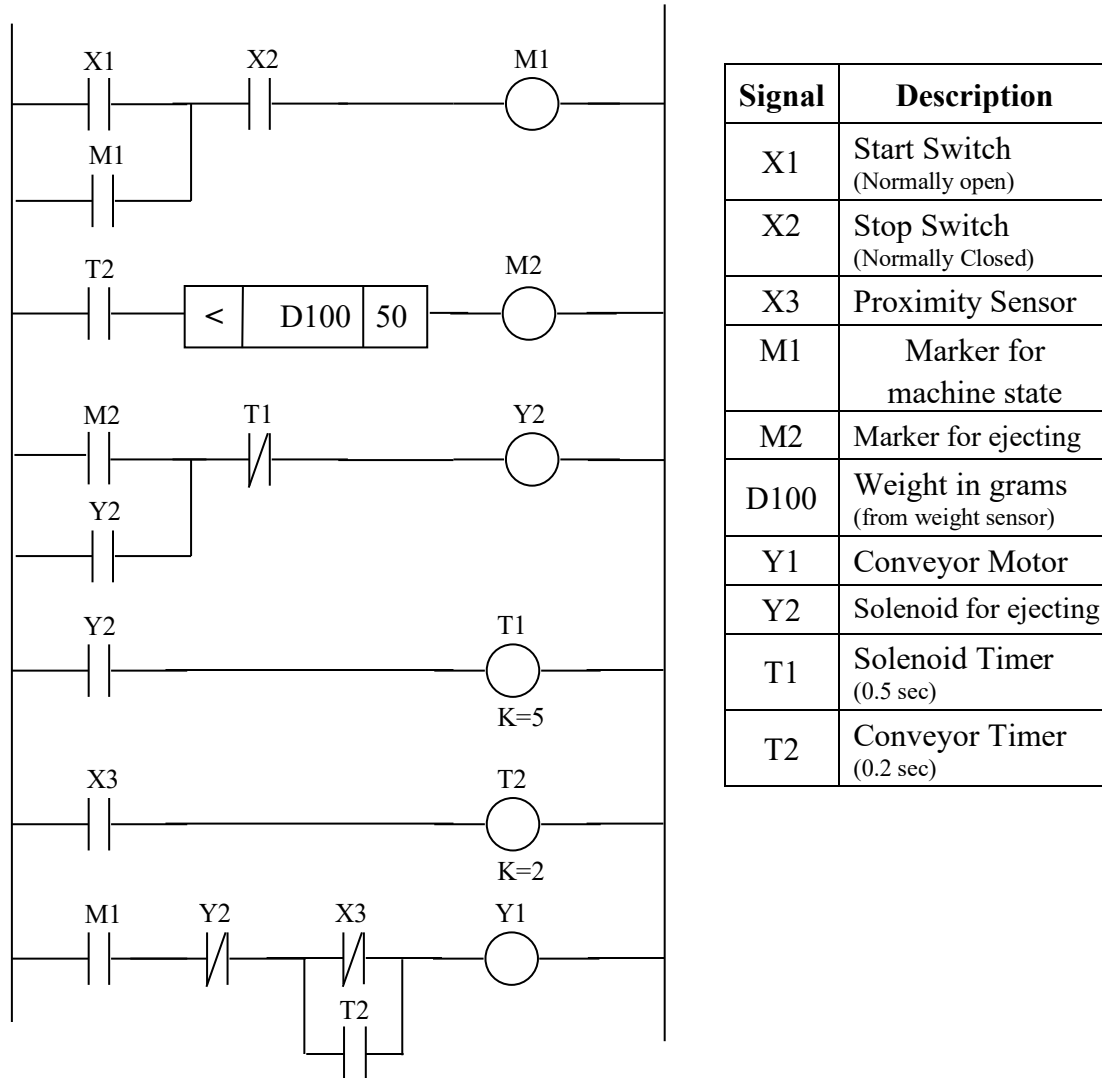 X1
X2
M1
M1
T2
M2
<
D100
50
M2
T1
Y2
Y2
Y2
T1
K=5
X3
T2
K=2
M1
Y2
X3
Y1
T2
Signal Description
X1 Start Switch
(Normally open)
X2 Stop Switch
(Normally Closed)
X3 Proximity Sensor
M1 Marker for
machine state
M2 Marker for ejecting
D100 Weight in grams
(from weight sensor)
Y1 Conveyor Motor
Y2 Solenoid for ejecting
T1 Solenoid Timer
(0.5 sec)
T2 Conveyor Timer
(0.2 sec)